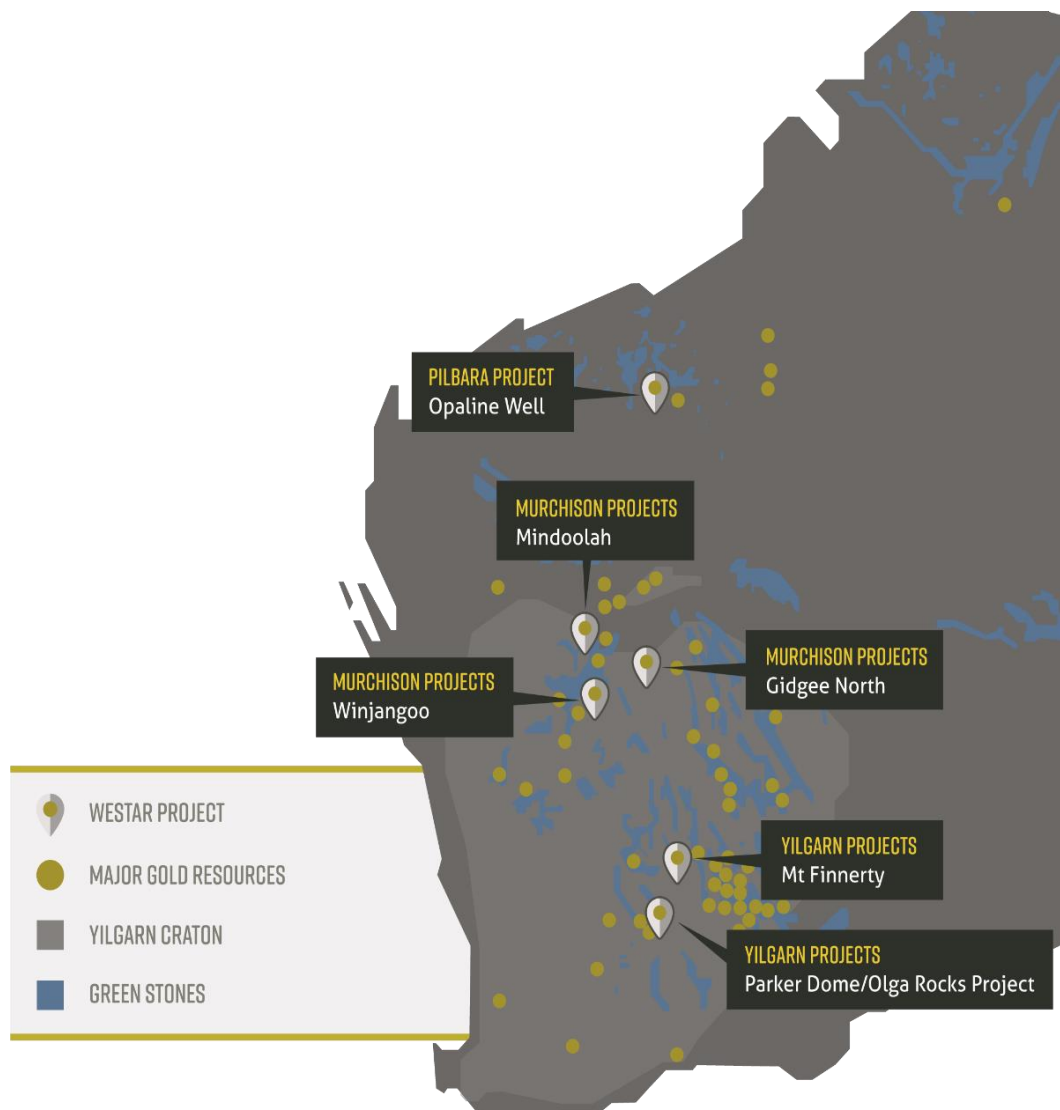 PILBARA PROJECT
Opaline Well
MURCHISON PROJECTS
Mindoolah
MURCHISON PROJECTS
Gidgee North
MURCHISON PROJECTS
Winjangoo
WESTAR PROJECT
MAJOR GOLD RESOURCES
YILGARN CRATON
GREEN STONES
YILGARN PROJECTS
Mt Finnerty
YILGARN PROJECTS
Parker Dome/Olga Rocks Project